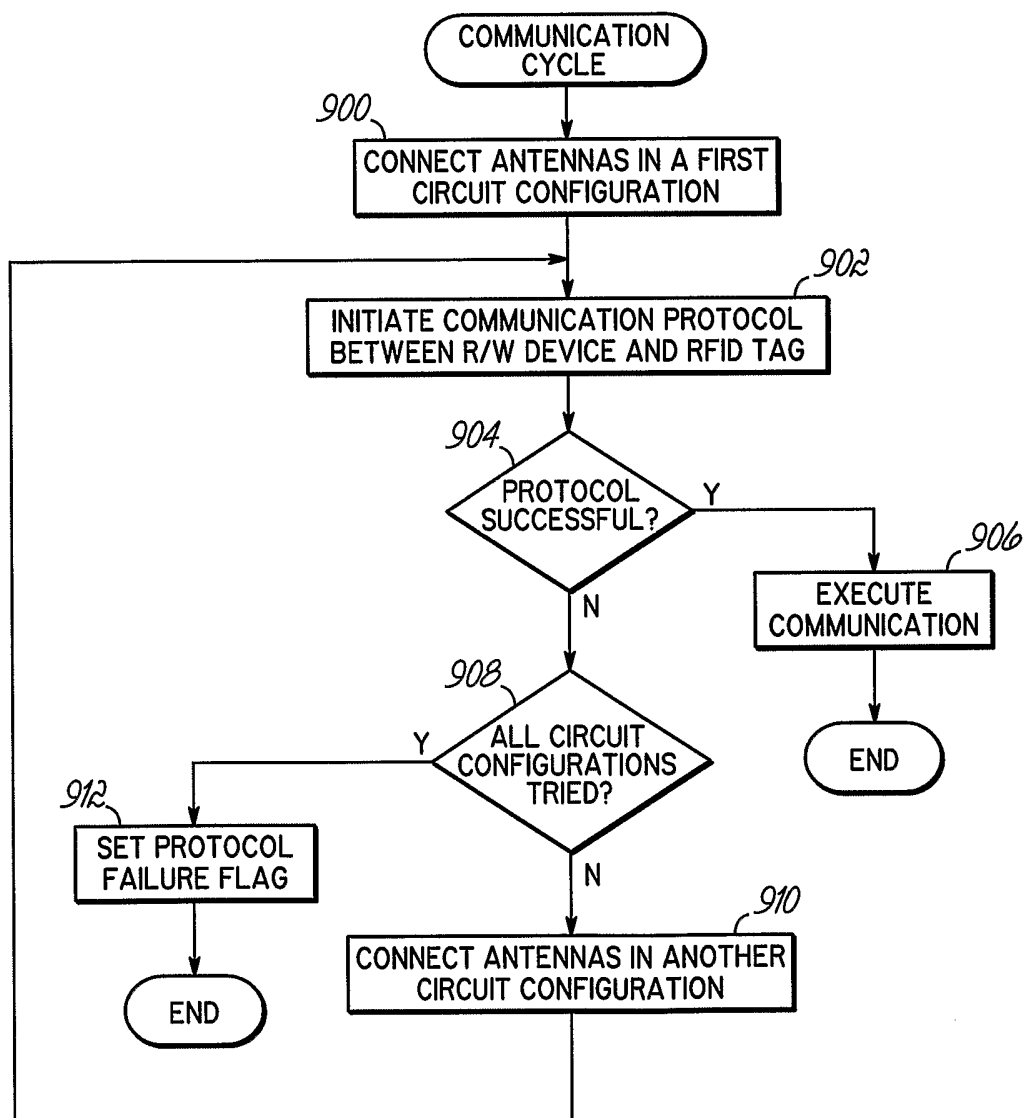 COMMUNICATION
CYCLE
900
CONNECT ANTENNAS IN A FIRST
CIRCUIT CONFIGURATION
902
INITIATE COMMUNICATION PROTOCOL
BETWEEN R/W DEVICE AND RFID TAG
904
PROTOCOL
SUCCESSFUL?
Y
906
EXECUTE
COMMUNICATION
N
END
908
ALL CIRCUIT
CONFIGURATIONS
TRIED?
Y
912
SET PROTOCOL
FAILURE FLAG
END
N
910
CONNECT ANTENNAS IN ANOTHER
CIRCUIT CONFIGURATION